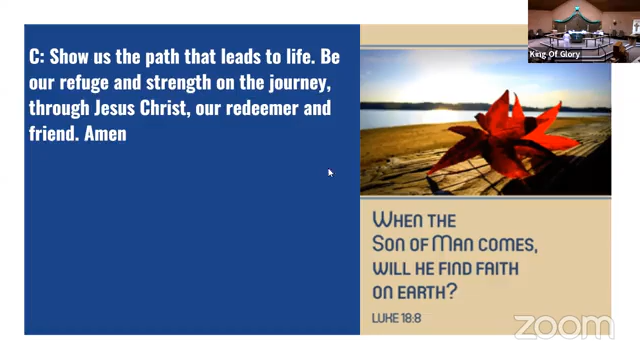 C: Show us the path that leads to life. Be
our refuge and strength on the journey,
through Jesus Christ, our redeemer and
friend. Amen
King Of Glory
WHEN THE
SON OF MAN COMES,
WILL HE FIND FAITH
ON EARTH?
LUKE 18:8
zoom